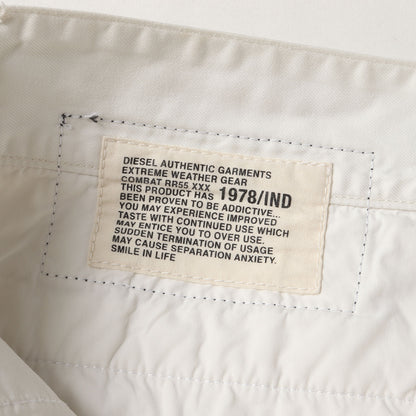 DIESEL AUTHENTIC GARMENTS
EXTREME WEATHER GEAR
COMBAT RR55.XXX
THIS PRODUCT HAS 1978/IND
BEEN PROVEN TO BE ADDICTIVE...
YOU MAY EXPERIENCE IMPROVED
TASTE WITH CONTINUED USE WHICH
MAY ENTICE YOU TO OVER USE.
SUDDEN TERMINATION OF USAGE
MAY CAUSE SEPARATION ANXIETY.
SMILE IN LIFE